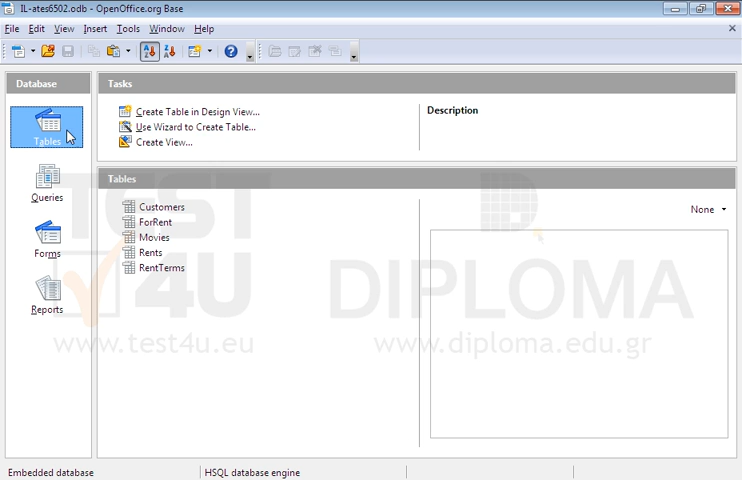 IL-ates6502.odb - OpenOffice.org Base
File Edit View Insert Tools Window Help
Database
Tables
Queries
Forms
Reports
Tasks
Create Table in Design View...
Use Wizard to Create Table...
Create View...
Description
Tables
Customers
ForRent
Movies
Rents
RentTerms
None
TEST
4U
www.test4u.eu
DIPLOMA
www.diploma.edu.gr
Embedded database
HSQL database engine